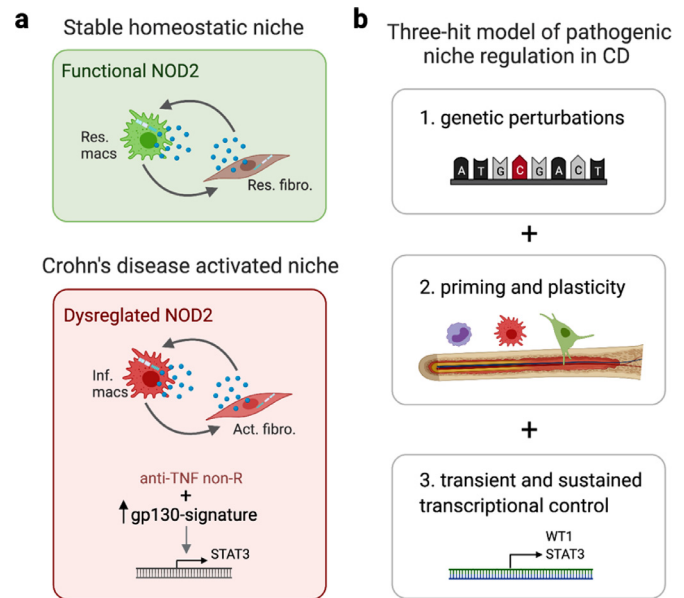 a
Stable homeostatic niche
Functional NOD2
Res.
macs
Res. fibro.
Crohn's disease activated niche
Dysreglated NOD2
Inf.
macs
Act. fibro.
anti-TNF non-R
+
gp130-signature
STAT3
b
Three-hit model of pathogenic
niche regulation in CD
1. genetic perturbations
A T G C G A C T
+
2. priming and plasticity
+
3. transient and sustained
transcriptional control
WT1
STAT3